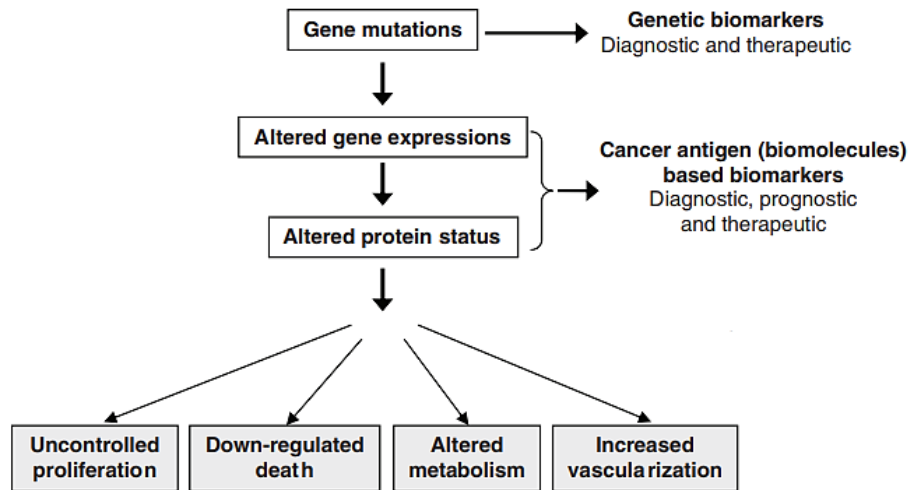 Gene mutations
Genetic biomarkers
Diagnostic and therapeutic
Altered gene expressions
Cancer antigen (biomolecules)
based biomarkers
Diagnostic, prognostic
and therapeutic
Altered protein status
Uncontrolled
proliferation
Down-regulated
death
Altered
metabolism
Increased
vascularization